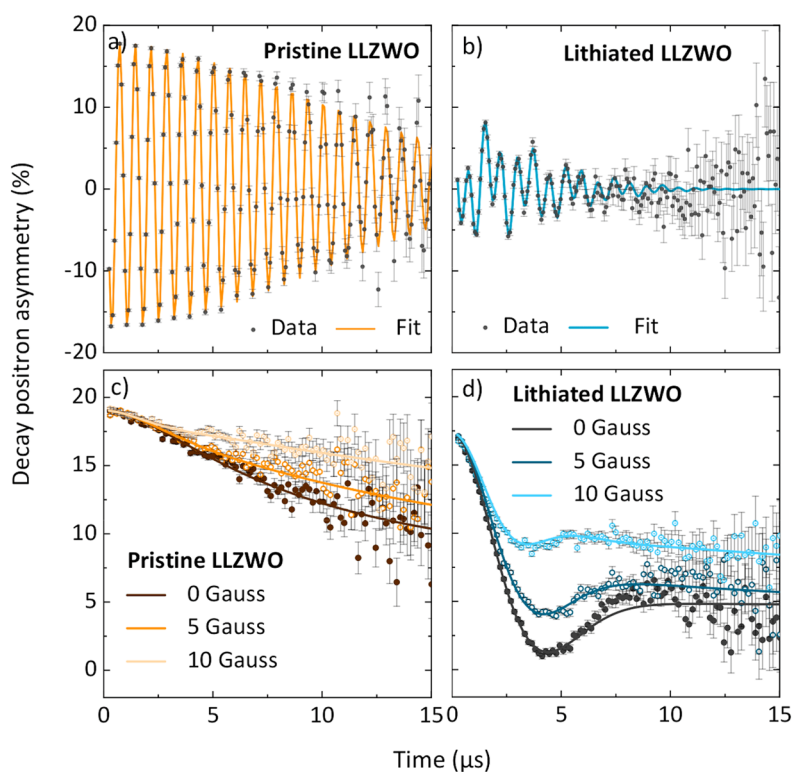 a)
Pristine LLZWO
b)
Lithiated LLZWO
20
10
0
-10
-20
Data
Fit
Data
Fit
Decay positron asymmetry (%)
c)
d)
Lithiated LLZWO
0 Gauss
5 Gauss
10 Gauss
20
15
10
5
0
Pristine LLZWO
0 Gauss
5 Gauss
10 Gauss
0
5
10
15
0
5
10
15
Time (μs)